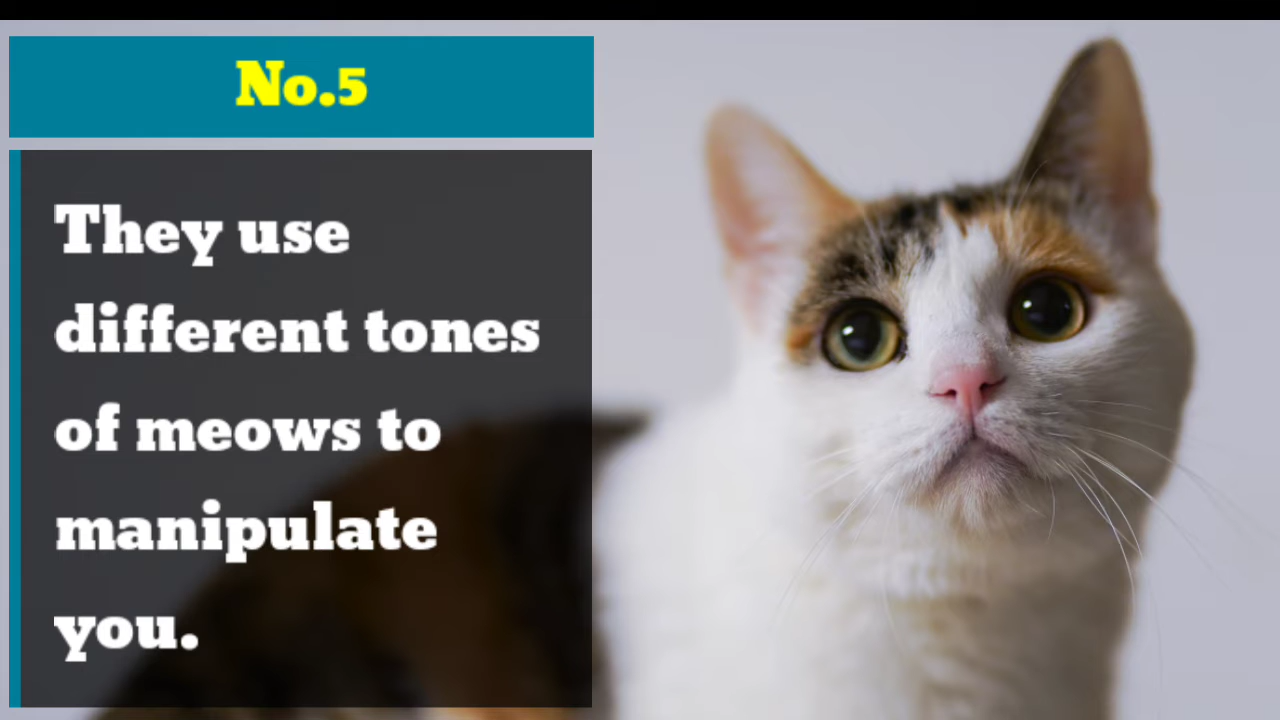 No.5
They use
different tones
of meows to
manipulate
you.